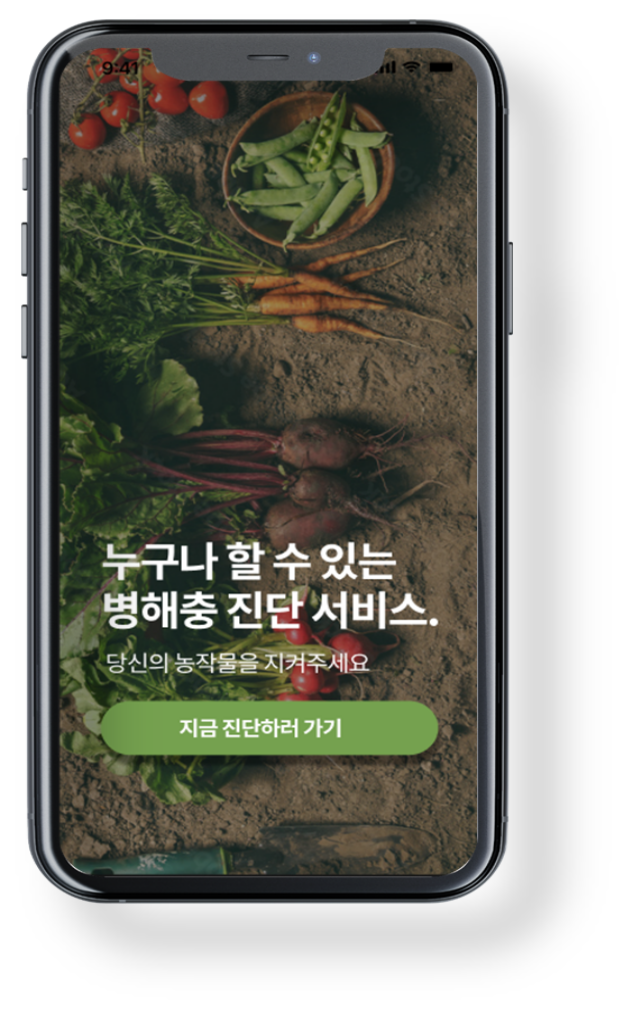 9:41
누구나 할 수 있는
병해충 진단 서비스.
당신의 농작물을 지켜주세요
지금 진단하러 가기